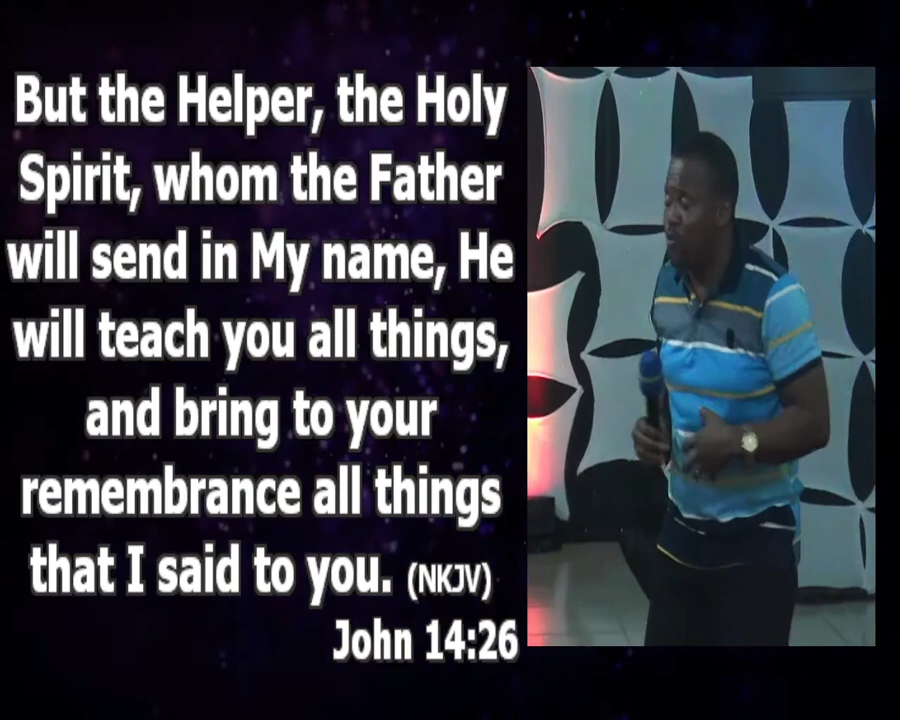 But the Helper, the Holy
Spirit, whom the Father
will send in My name, He
will teach you all things,
and bring to your
remembrance all things
that I said to you. (NKJV)
John 14:26